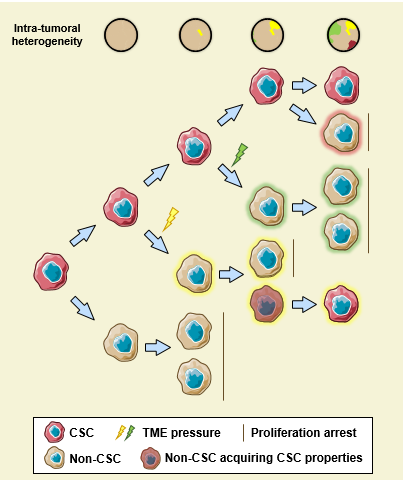 Intra-tumoral
heterogeneity
CSC
TME pressure
Proliferation arrest
Non-CSC
Non-CSC acquiring CSC properties